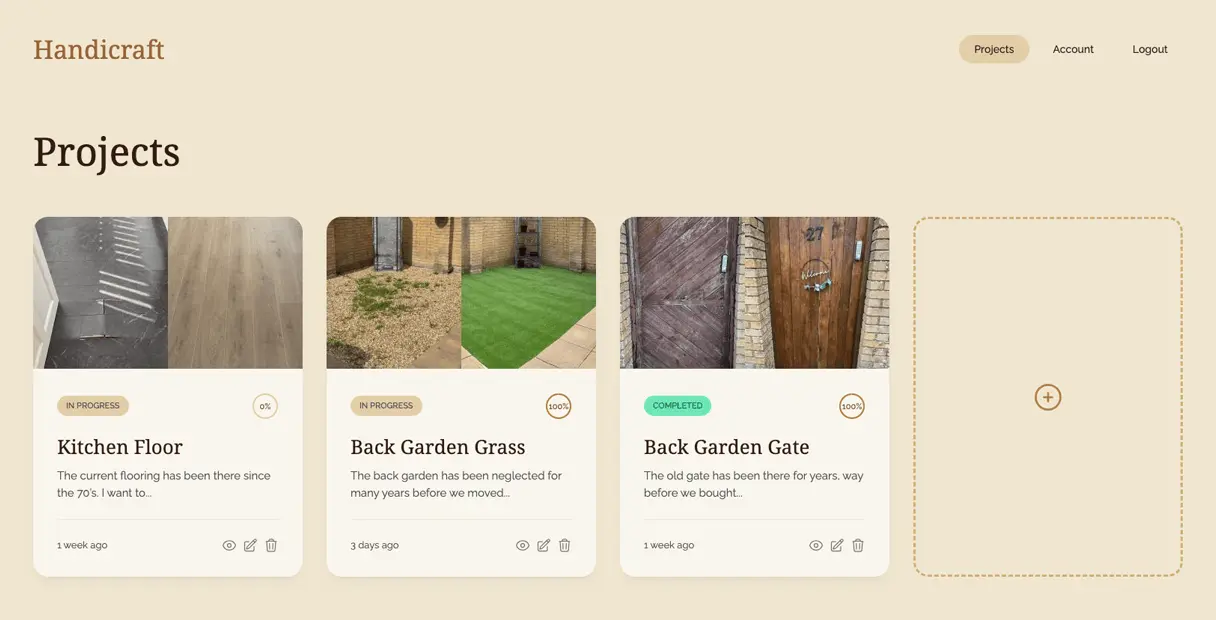 Handicraft
Projects
Account
Logout
Projects
IN PROGRESS
0%
Kitchen Floor
The current flooring has been there since
the 70's. I want to...
1 week ago
IN PROGRESS
100%
Back Garden Grass
The back garden has been neglected for
many years before we moved...
3 days ago
27
Welcome
COMPLETED
100%
Back Garden Gate
The old gate has been there for years, way
before we bought...
1 week ago